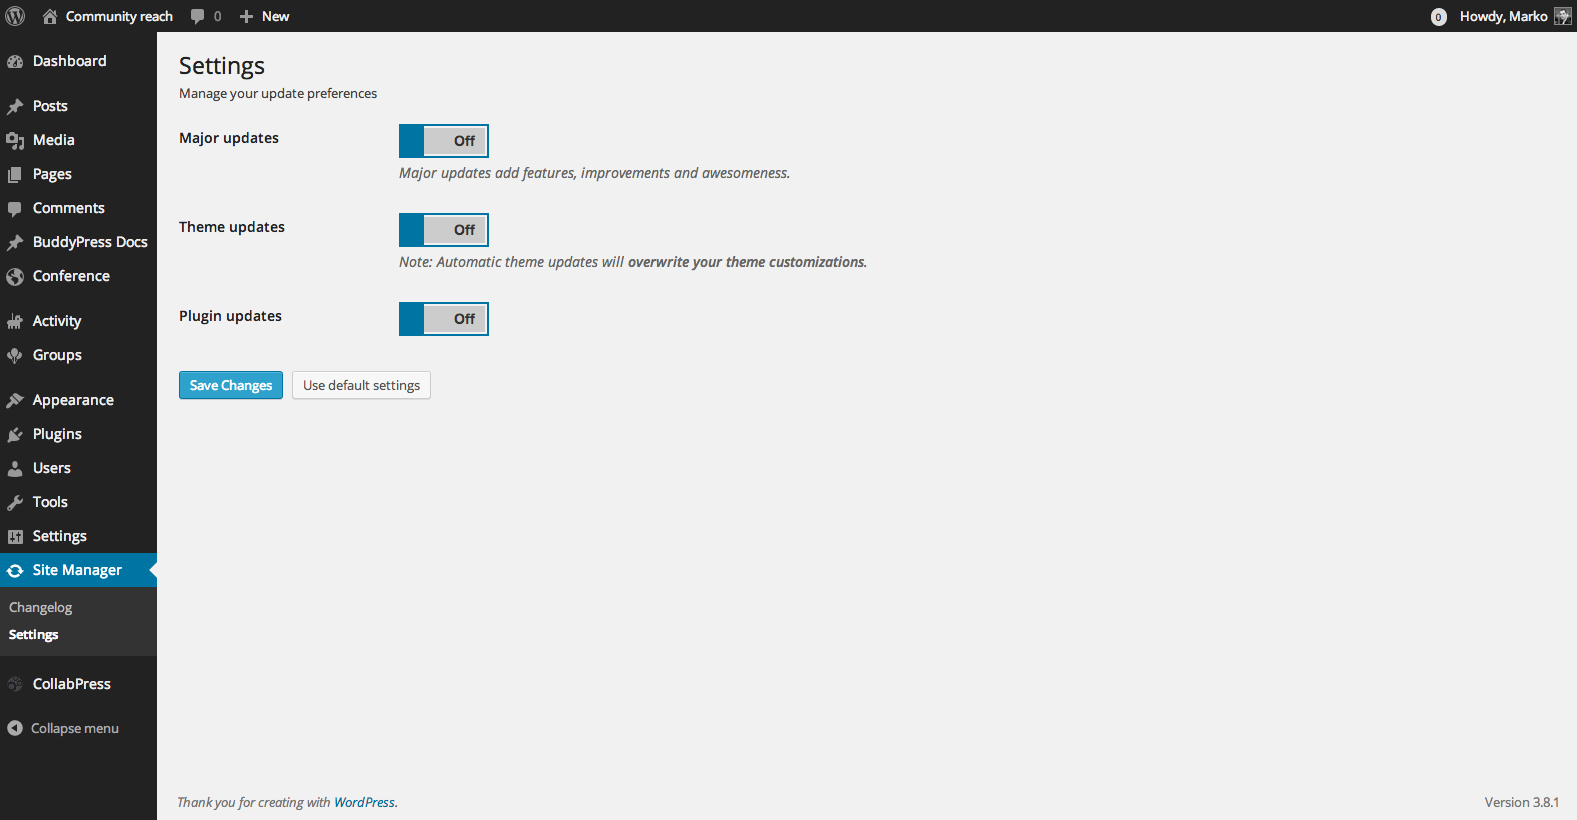 Community reach
0
New
0
Howdy, Marko
Dashboard
Posts
Media
Pages
Comments
BuddyPress Docs
Conference
Activity
Groups
Appearance
Plugins
Users
Tools
Settings
Site Manager
Changelog
Settings
CollabPress
Collapse menu
Settings
Manage your update preferences
Major updates
Off
Major updates add features, improvements and awesomeness.
Theme updates
Off
Note: Automatic theme updates will overwrite your theme customizations.
Plugin updates
Off
Save Changes
Use default settings
Thank you for creating with WordPress.
Version 3.8.1